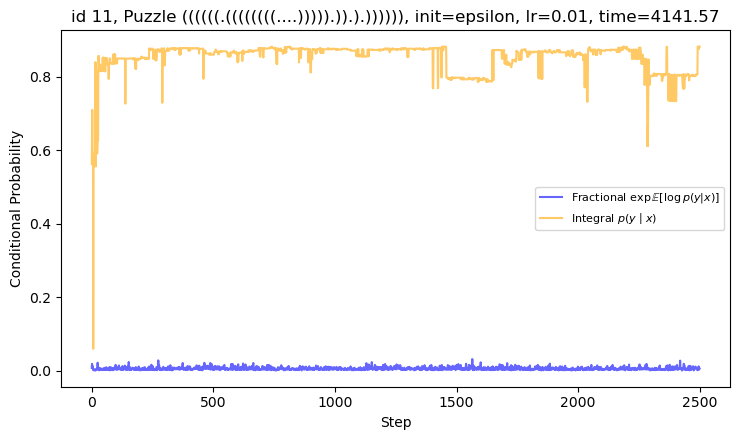 id 11, Puzzle ((((((.((((((((....))))).)).).)))))), init=epsilon, lr=0.01, time=4141.57
Conditional Probability
0.8
0.6
0.4
0.2
0.0
Fractional exp𝔼[log p(y|x)]
Integral p(y | x)
0
500
1000
1500
2000
2500
Step